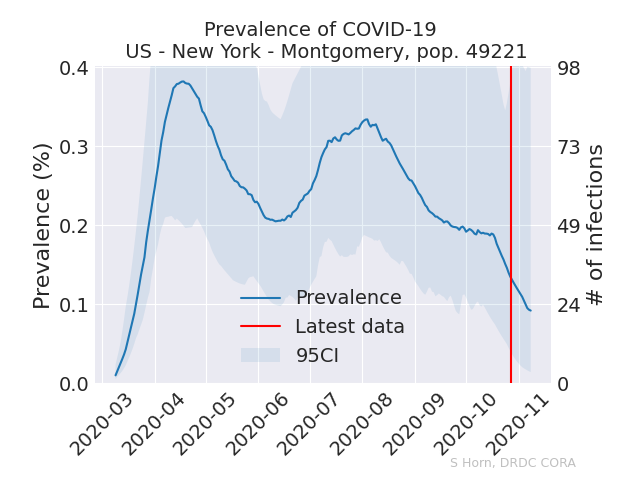 Prevalence of COVID-19
US - New York - Montgomery, pop. 49221
Prevalence (%)
0.4
0.3
0.2
0.1
0.0
98
73
49
24
0
# of infections
Prevalence
Latest data
95CI
2020-03
2020-04
2020-05
2020-06
2020-07
2020-08
2020-09
2020-10
2020-11
S Horn, DRDC CORA